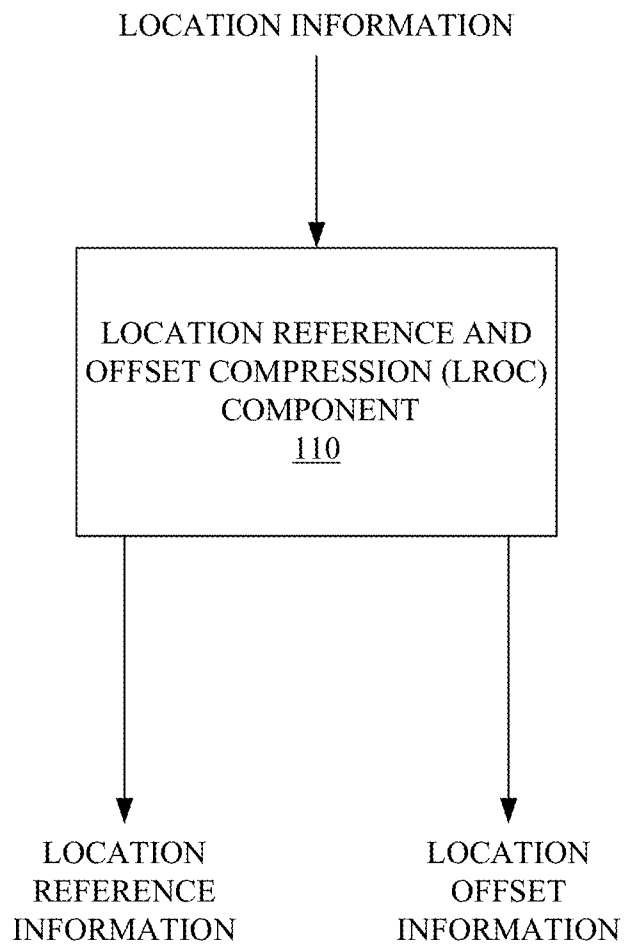 LOCATION INFORMATION
LOCATION REFERENCE AND
OFFSET COMPRESSION (LROC)
COMPONENT
110
LOCATION
REFERENCE
INFORMATION
LOCATION
OFFSET
INFORMATION